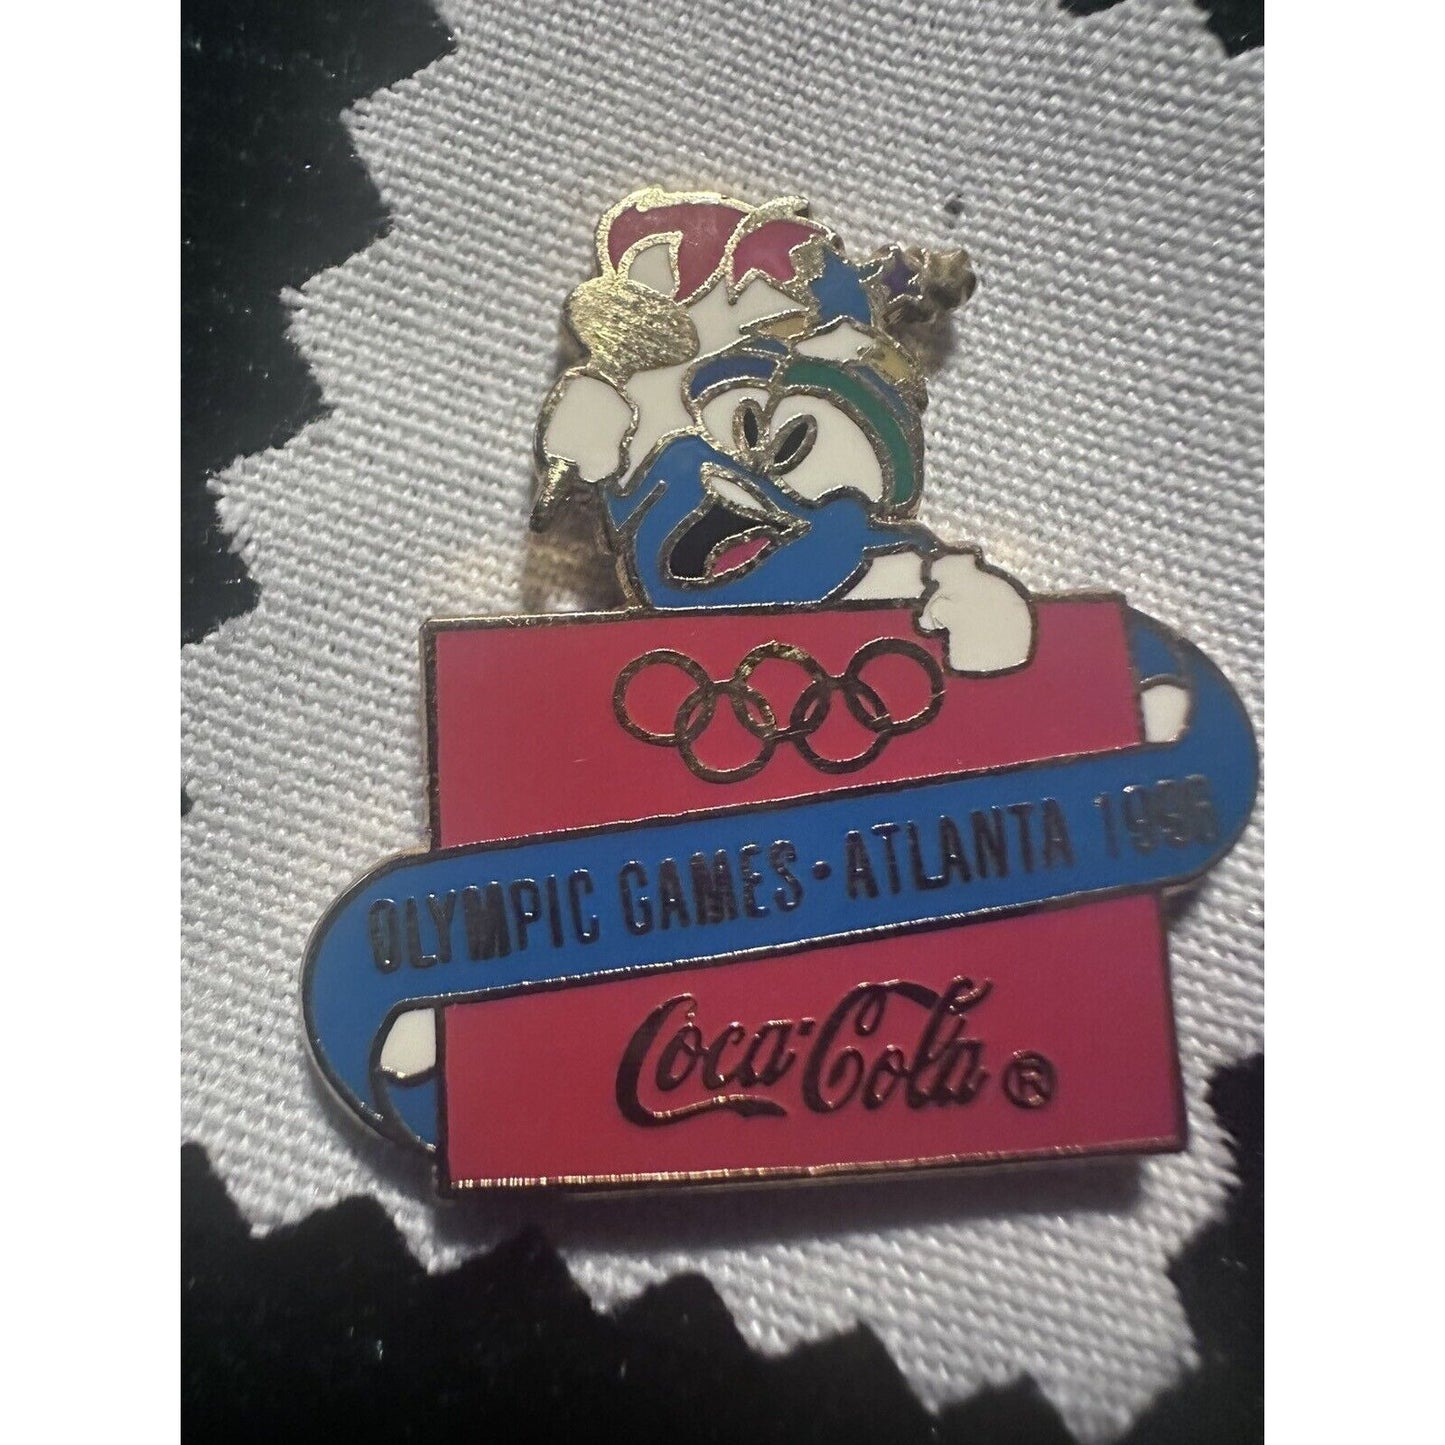 OLYMPIC GAMES • ATLANTA 1996
Coca-Cola ®